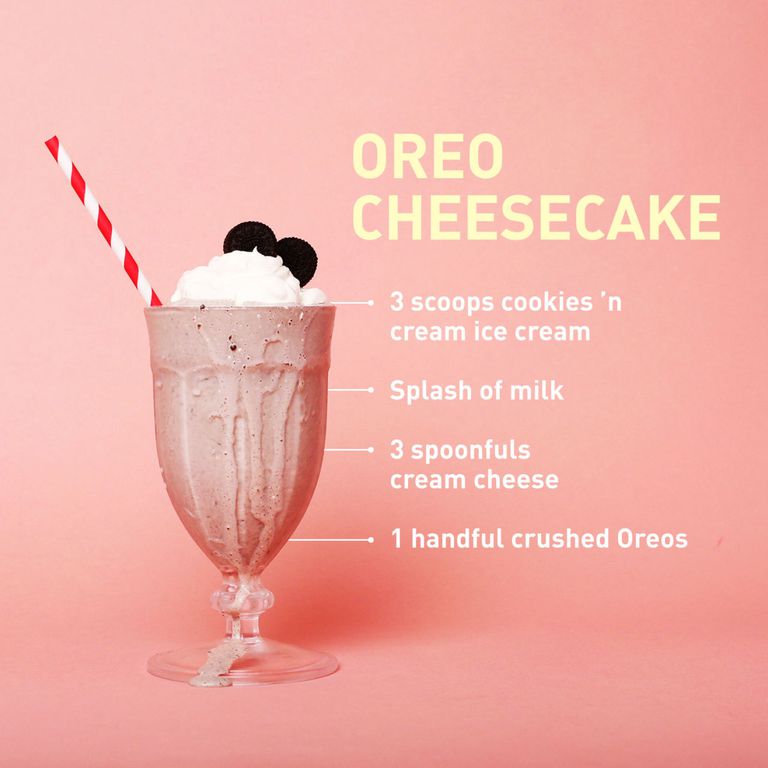 OREO
CHEESECAKE
3 scoops cookies ’n
cream ice cream
Splash of milk
3 spoonfuls
cream cheese
1 handful crushed Oreos